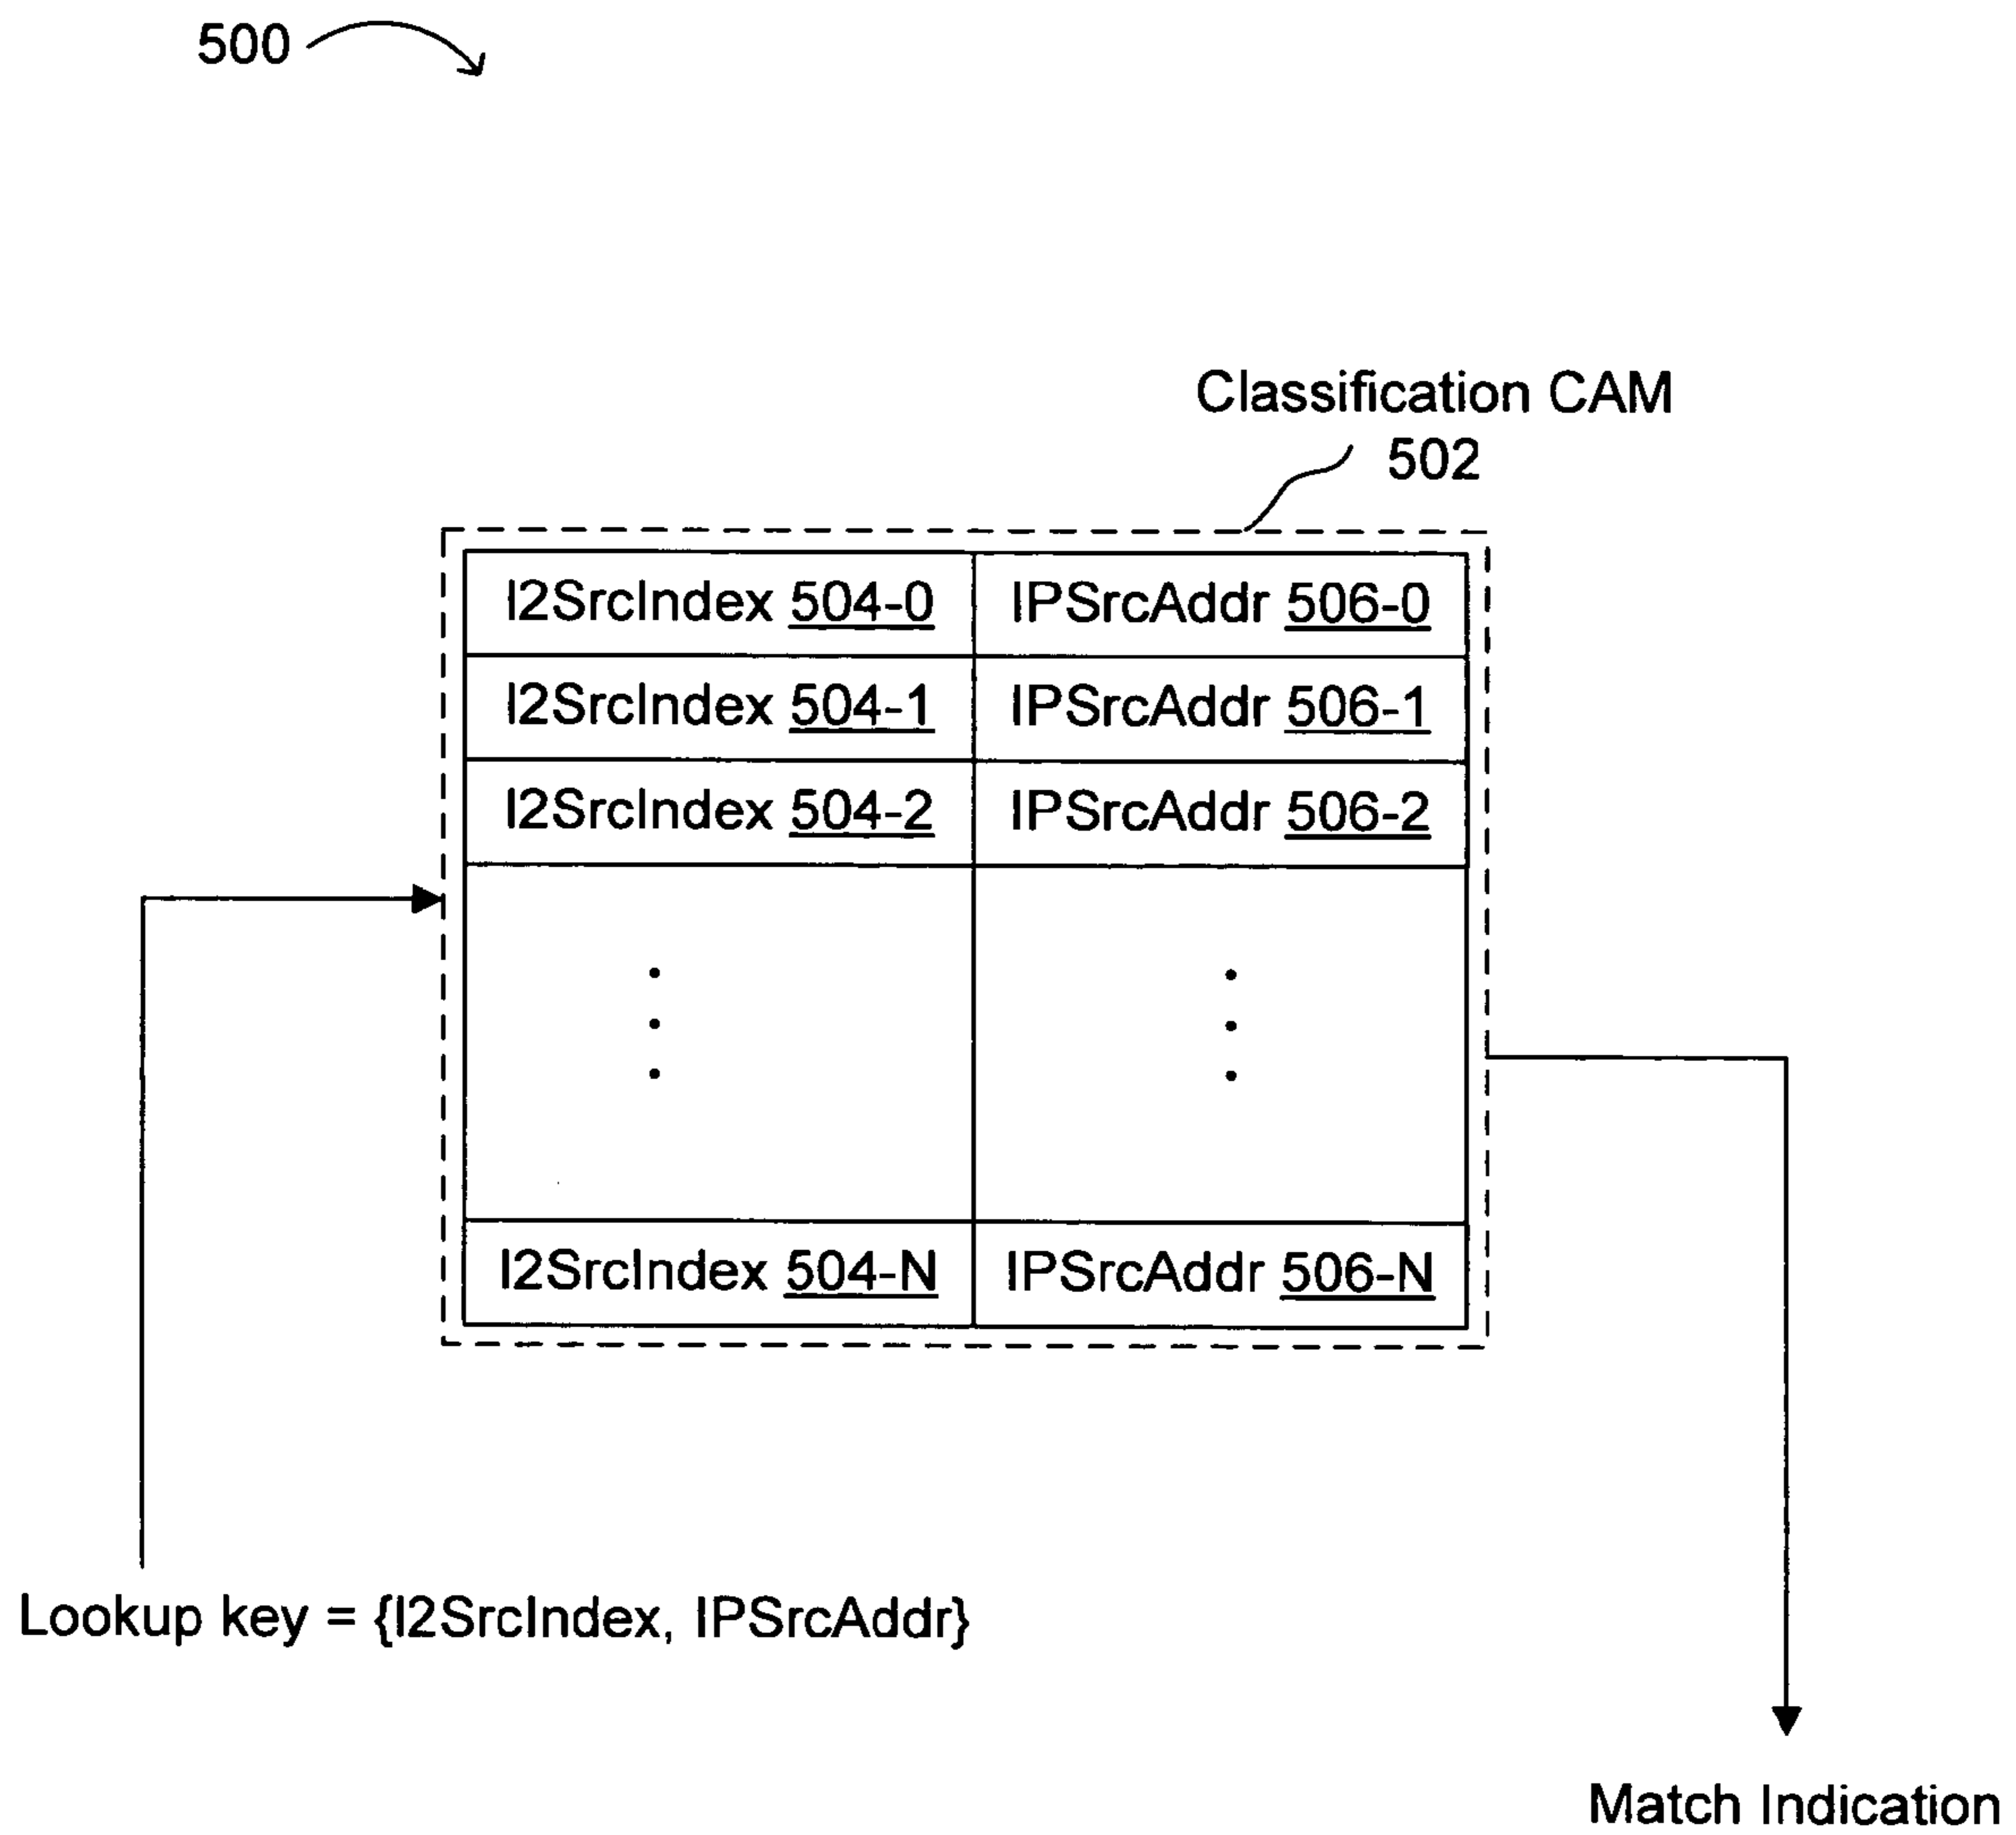 500
Classification CAM
502
l2SrcIndex 504-0 IPSrcAddr 506-0
l2SrcIndex 504-1 IPSrcAddr 506-1
l2SrcIndex 504-2 IPSrcAddr 506-2
l2SrcIndex 504-N IPSrcAddr 506-N
Lookup key = {l2SrcIndex, IPSrcAddr}
Match Indication